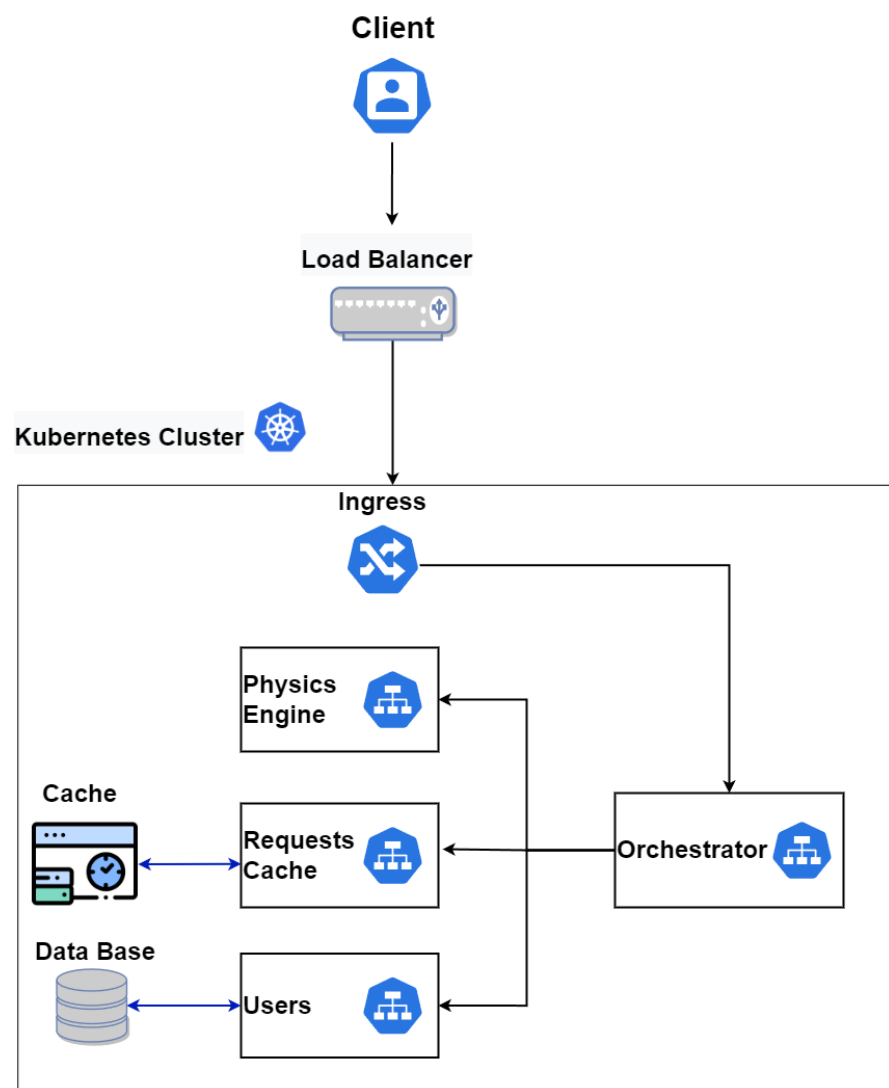 Client
Load Balancer
Kubernetes Cluster
Ingress
Physics
Engine
Cache
Requests
Cache
Orchestrator
Data Base
Users